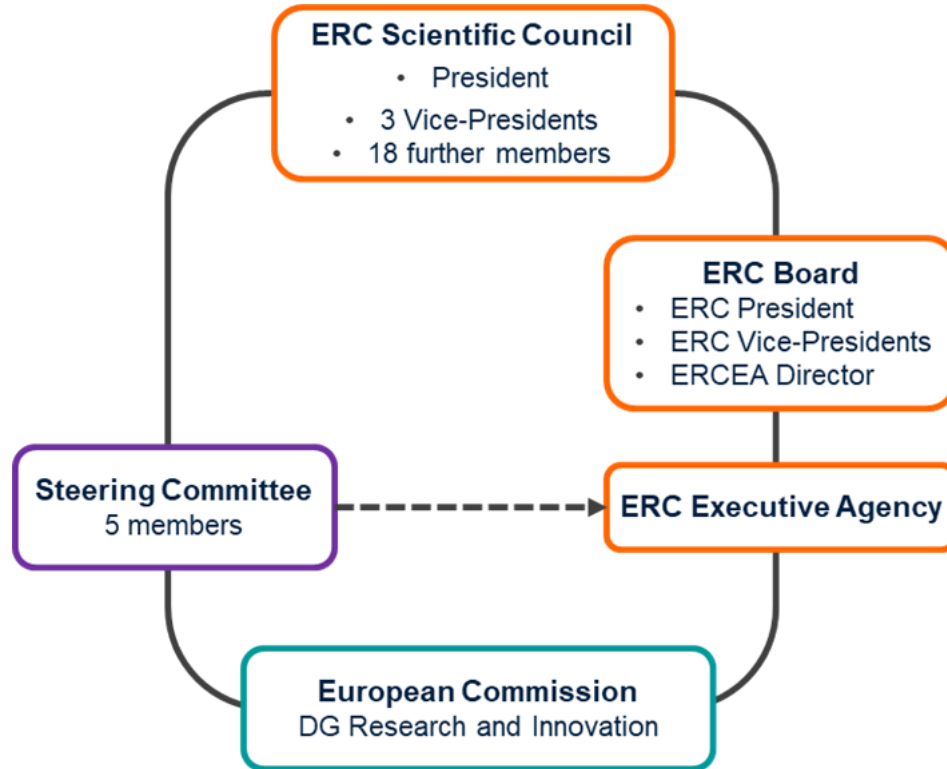 ERC Scientific Council
• President
• 3 Vice-Presidents
• 18 further members
ERC Board
• ERC President
• ERC Vice-Presidents
• ERCEA Director
Steering Committee
5 members
ERC Executive Agency
European Commission
DG Research and Innovation